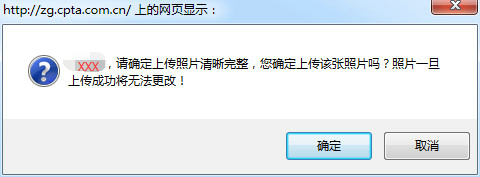 http://zg.cpta.com.cn/ 上的网页显示：
xxx，请确定上传照片清晰完整，您确定上传该张照片吗？照片一旦
上传成功将无法更改！
确定 取消